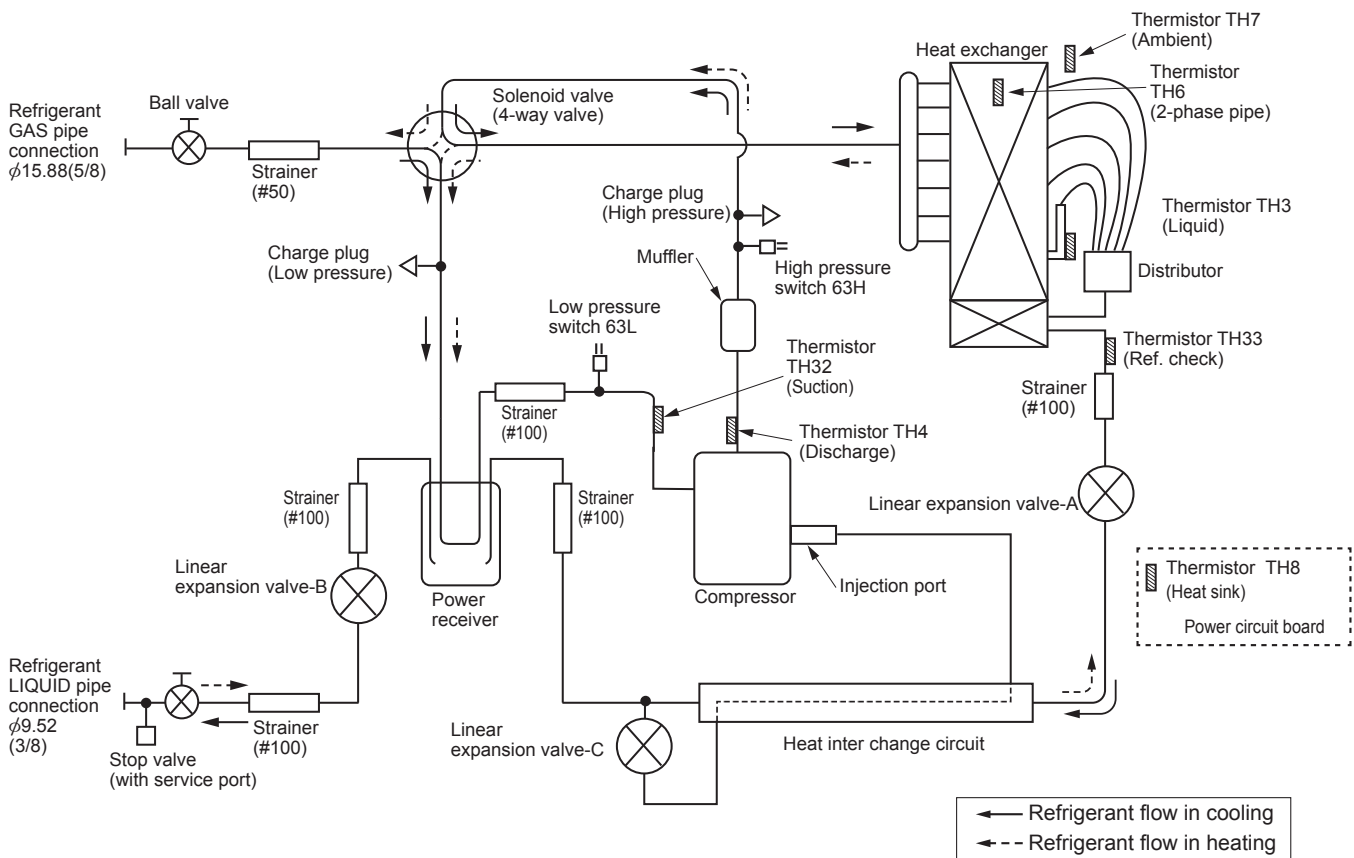 Thermistor TH7
(Ambient)
Heat exchanger
Thermistor
TH6
(2-phase pipe)
Ball valve
Solenoid valve
(4-way valve)
Refrigerant
GAS pipe
connection
ϕ15.88(5/8)
Strainer
(#50)
Charge plug
(High pressure)
Thermistor TH3
(Liquid)
Charge plug
(Low pressure)
Muffler
High pressure
switch 63H
Distributor
Low pressure
switch 63L
Thermistor
TH32
(Suction)
Thermistor TH33
(Ref. check)
Strainer
(#100)
Strainer
(#100)
Thermistor TH4
(Discharge)
Strainer
(#100)
Strainer
(#100)
Linear expansion valve-A
Linear
expansion valve-B
Power
receiver
Compressor
Injection port
Thermistor TH8
(Heat sink)
Power circuit board
Refrigerant
LIQUID pipe
connection
ϕ9.52
(3/8)
Strainer
(#100)
Stop valve
(with service port)
Linear
expansion valve-C
Heat inter change circuit
Refrigerant flow in cooling
Refrigerant flow in heating